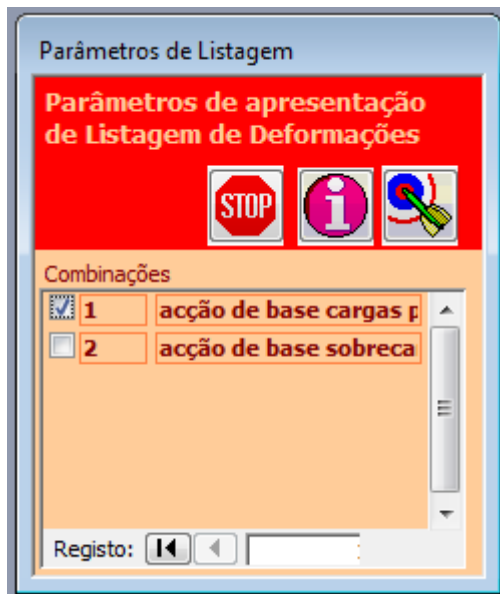 Parâmetros de Listagem
Parâmetros de apresentação
de Listagem de Deformações
STOP
i
Combinações
1 acção de base cargas p
2 acção de base sobreca
Registo: